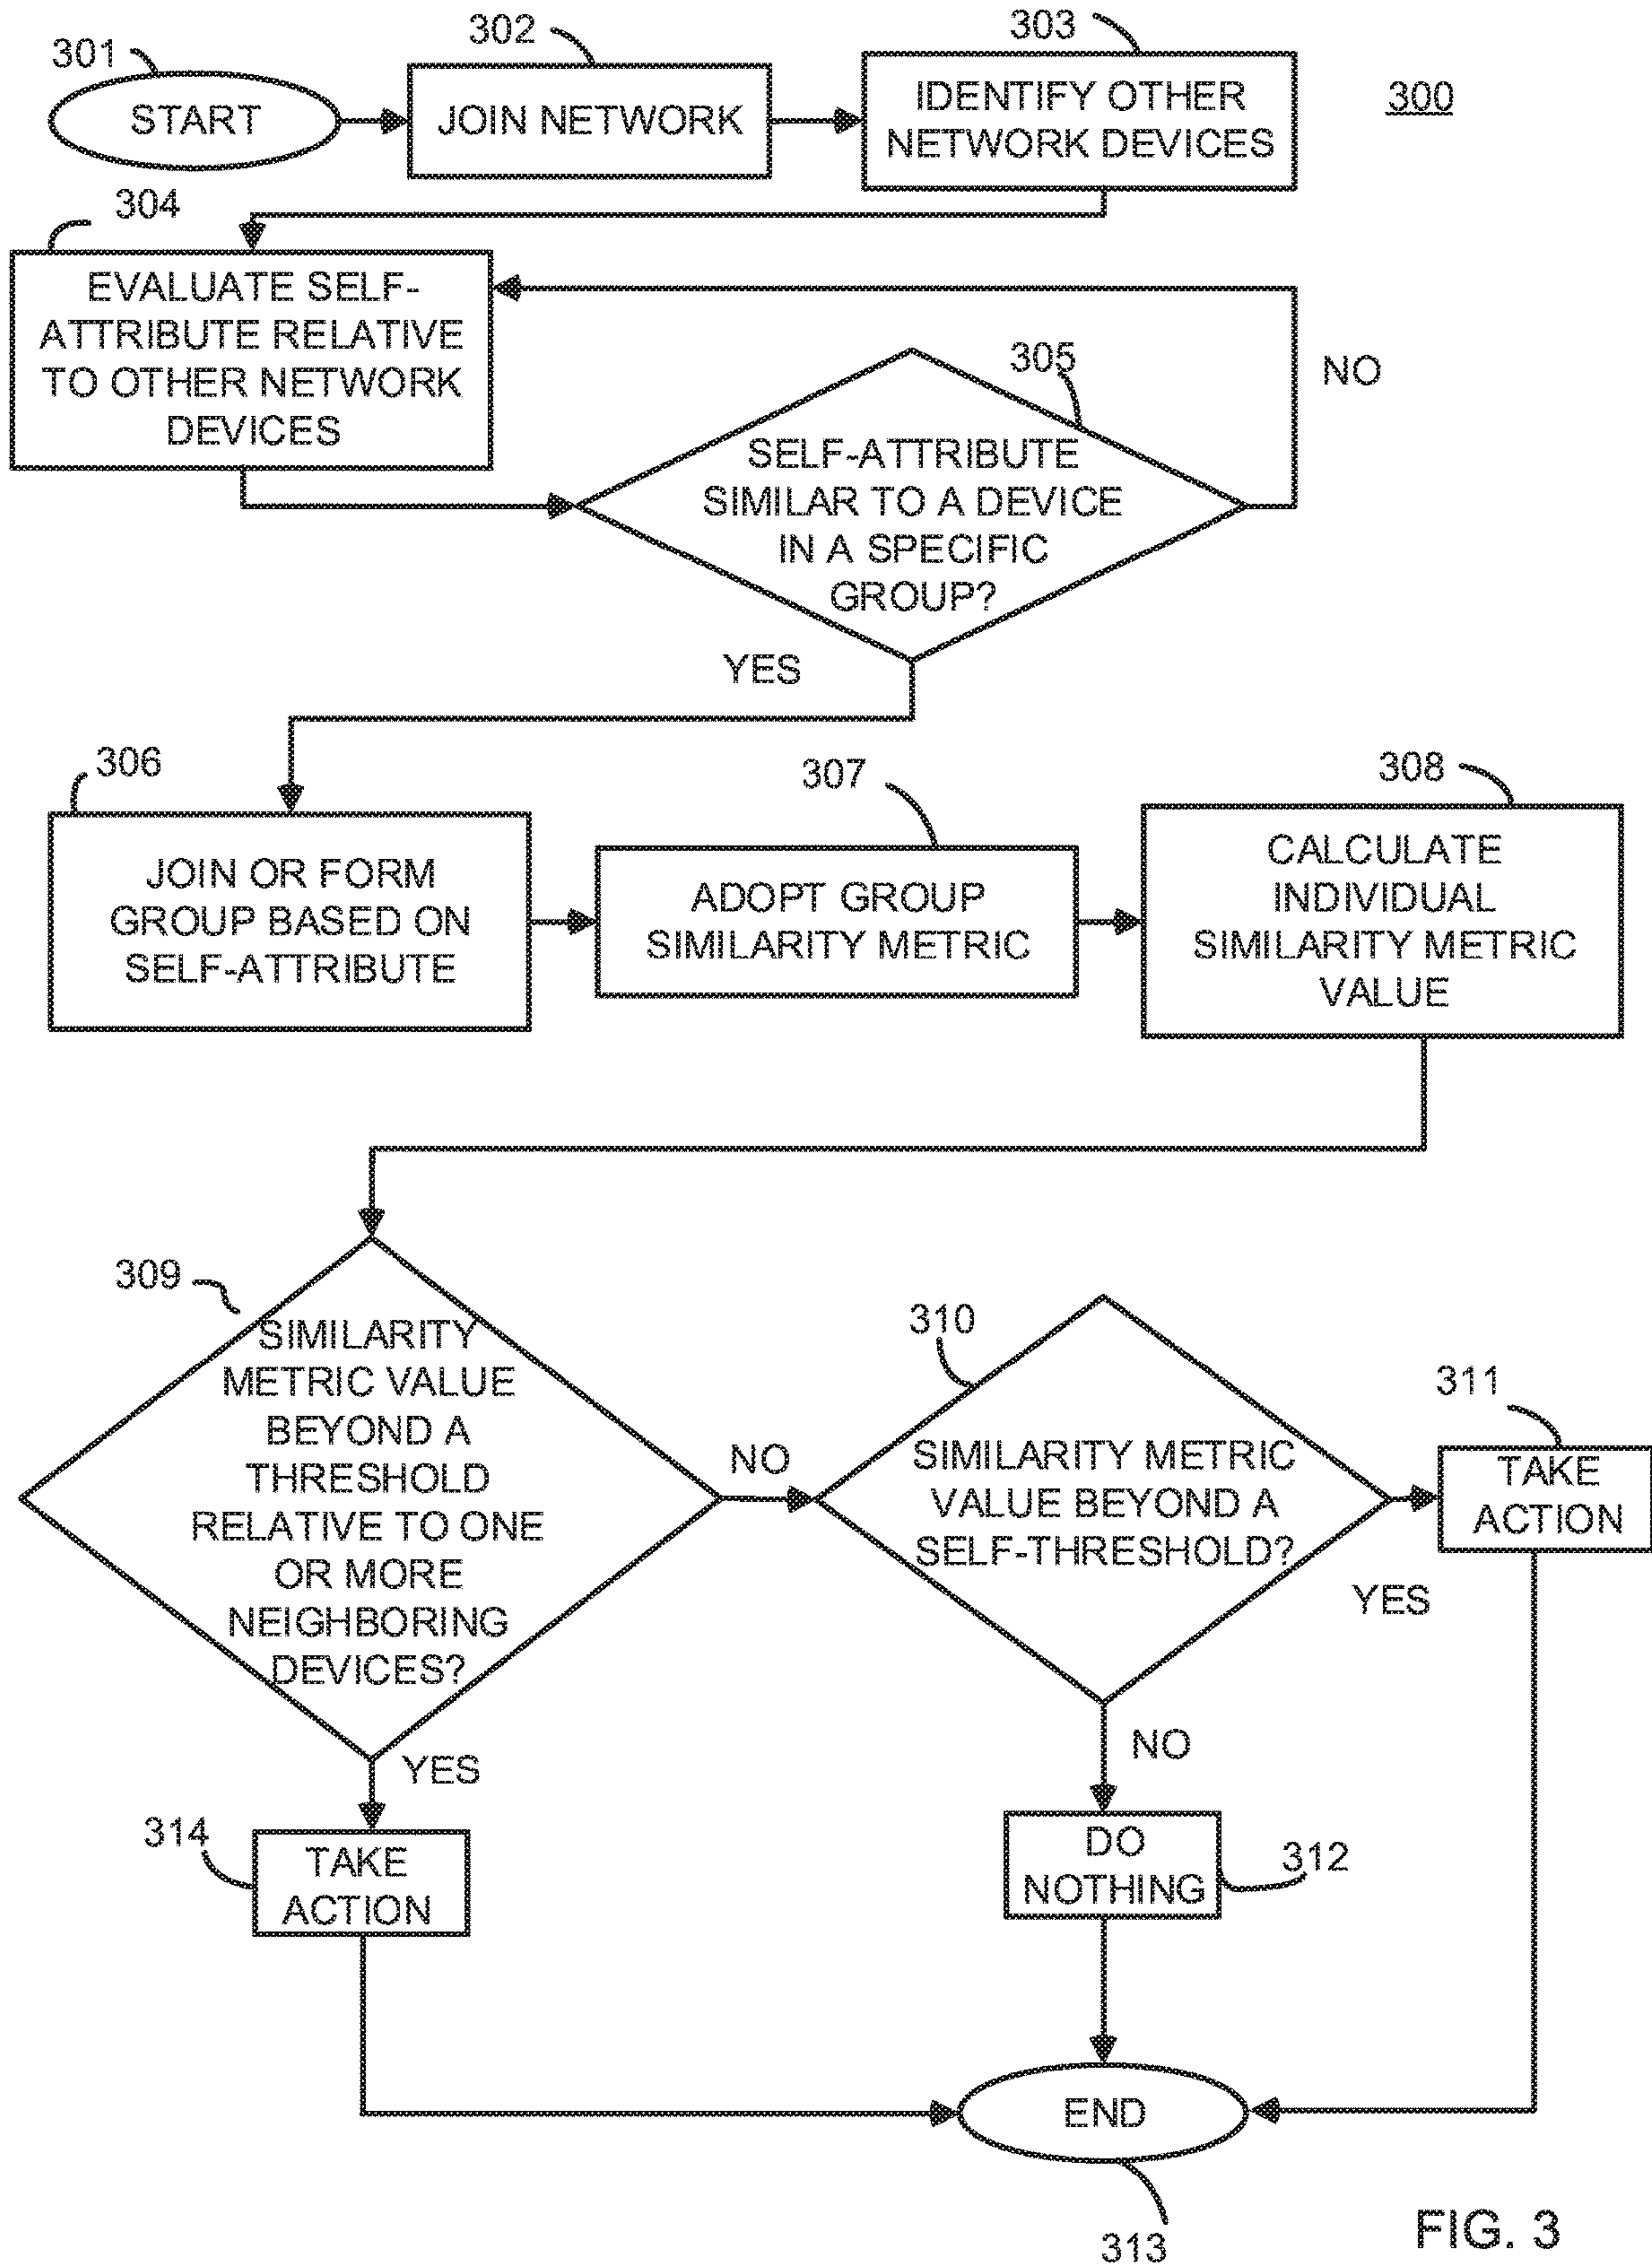 301
START
302
JOIN NETWORK
303
IDENTIFY OTHER
NETWORK DEVICES
300
304
EVALUATE SELF-
ATTRIBUTE RELATIVE
TO OTHER NETWORK
DEVICES
305
SELF-ATTRIBUTE
SIMILAR TO A DEVICE
IN A SPECIFIC
GROUP?
NO
YES
306
JOIN OR FORM
GROUP BASED ON
SELF-ATTRIBUTE
307
ADOPT GROUP
SIMILARITY METRIC
308
CALCULATE
INDIVIDUAL
SIMILARITY METRIC
VALUE
309
SIMILARITY
METRIC VALUE
BEYOND A
THRESHOLD
RELATIVE TO ONE
OR MORE
NEIGHBORING
DEVICES?
NO
YES
310
SIMILARITY METRIC
VALUE BEYOND A
SELF-THRESHOLD?
YES
NO
311
TAKE
ACTION
314
TAKE
ACTION
DO
NOTHING
312
END
313
FIG. 3